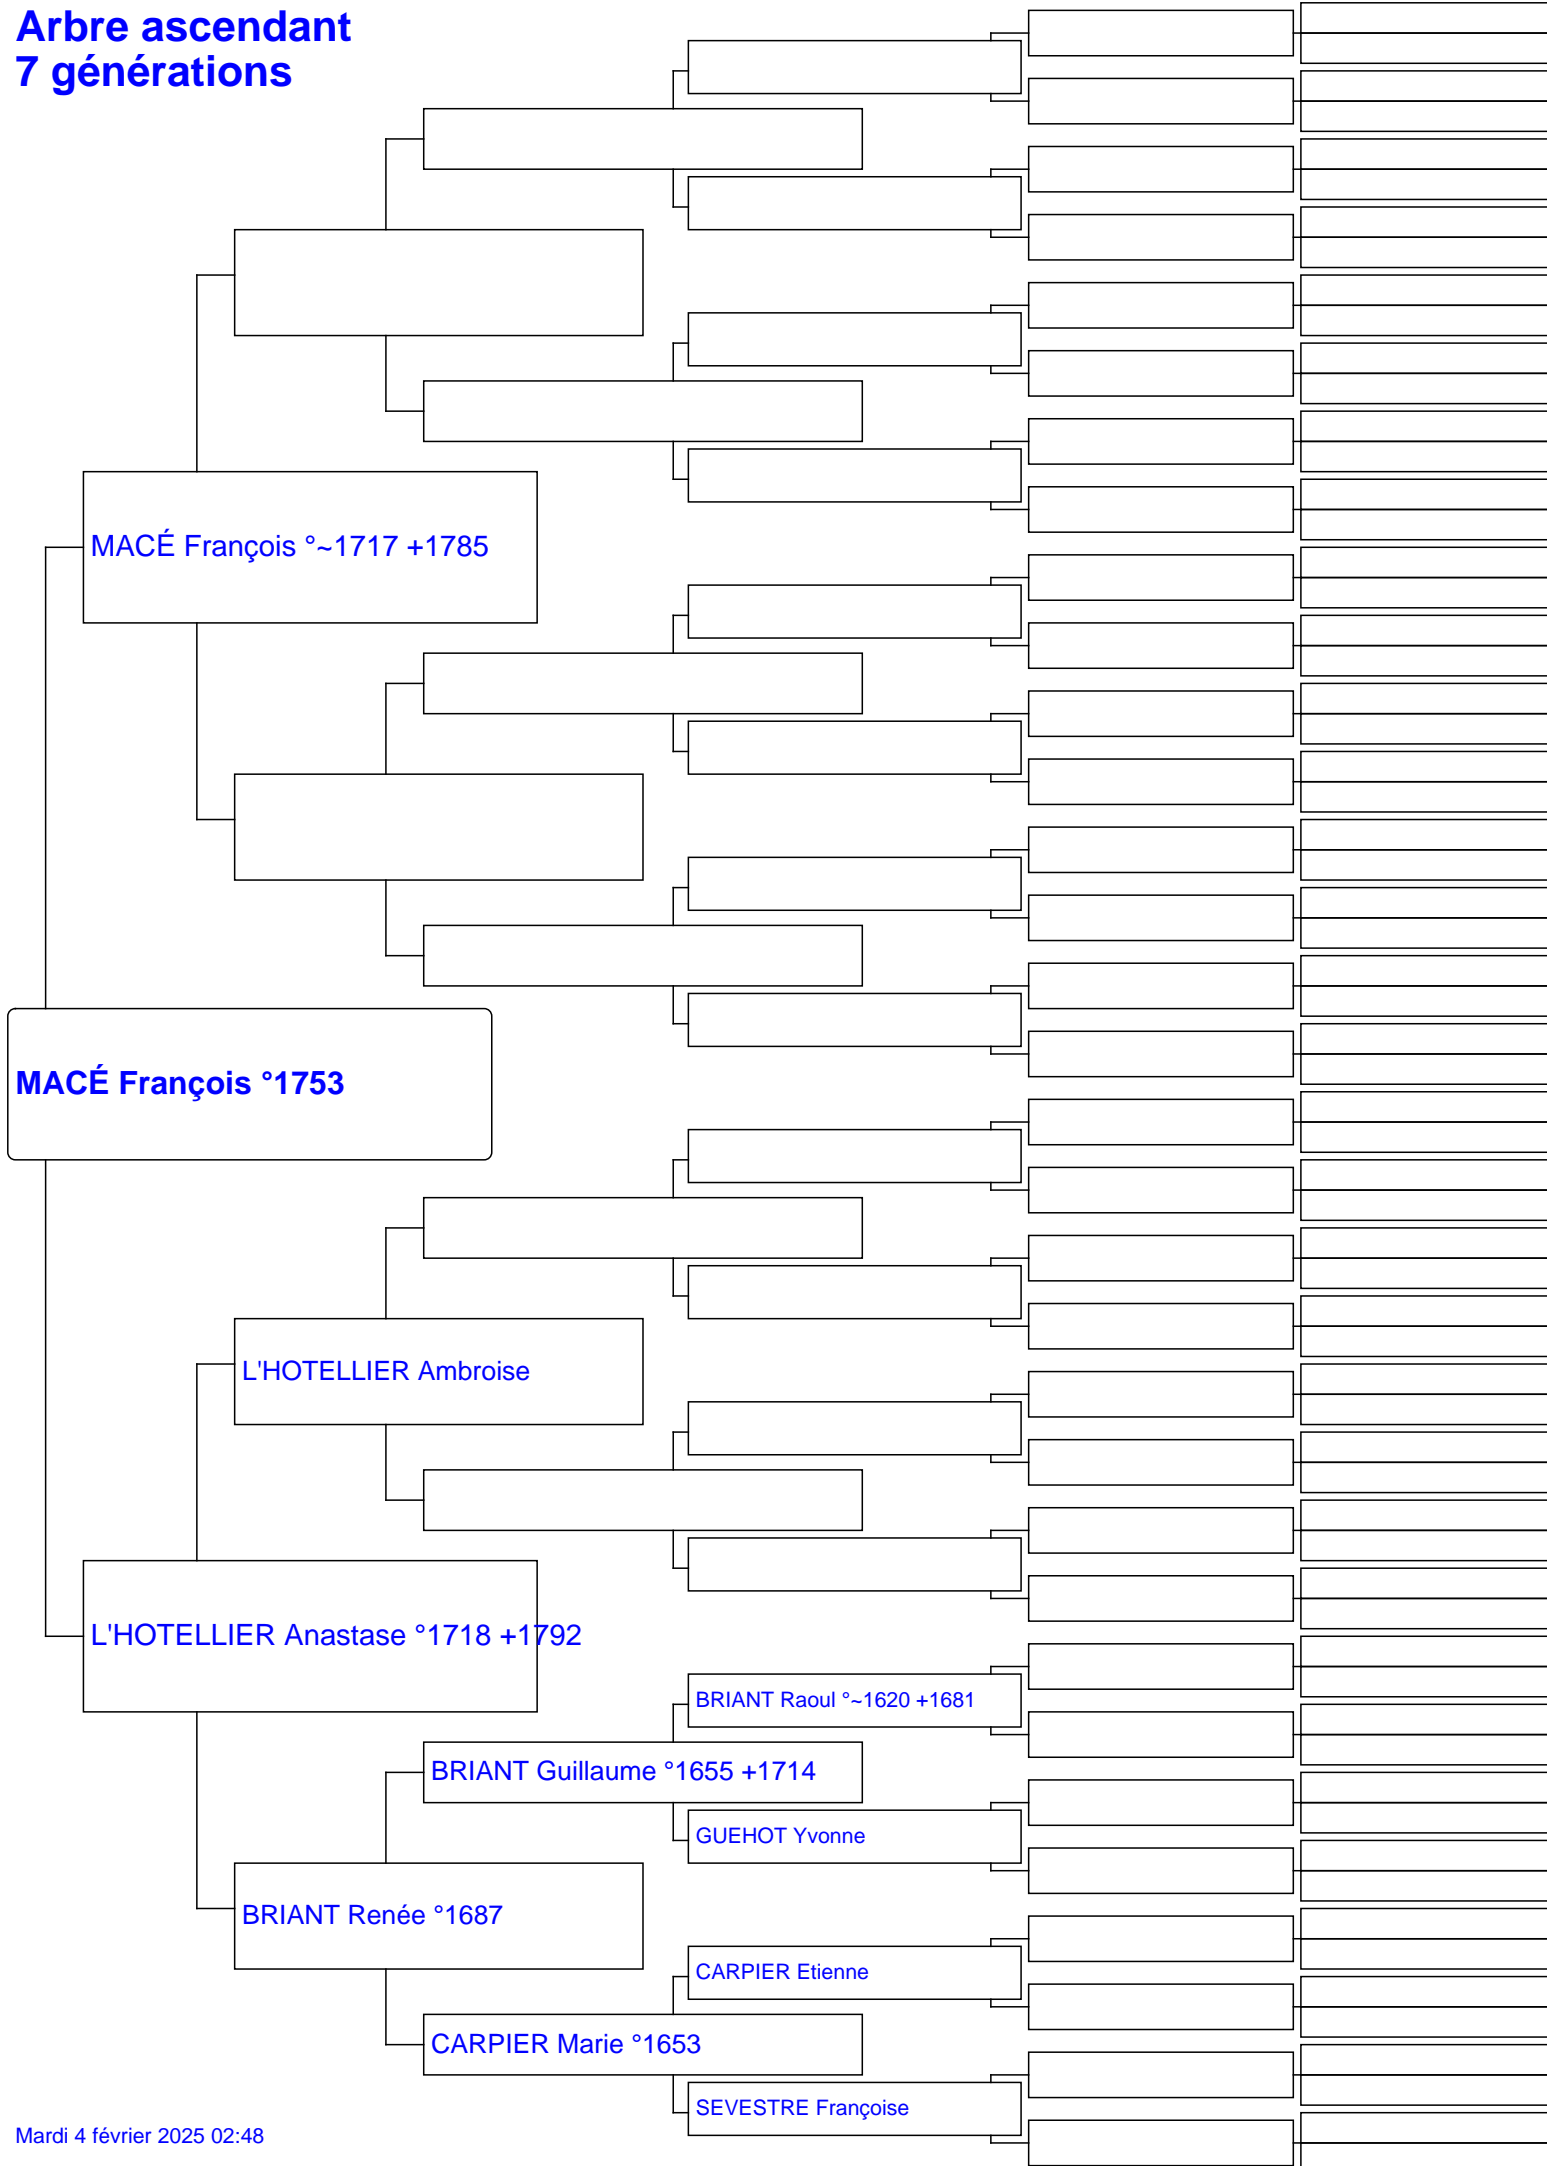 Arbre ascendant
7 générations
MACÉ François °~1717 +1785
MACÉ François °1753
L'HOTELLIER Ambroise
L'HOTELLIER Anastase °1718 +1792
BRIANT Raoul °~1620 +1681
BRIANT Guillaume °1655 +1714
GUEHOT Yvonne
BRIANT Renée °1687
CARPIER Etienne
CARPIER Marie °1653
SEVESTRE Françoise
Mardi 4 février 2025 02:48